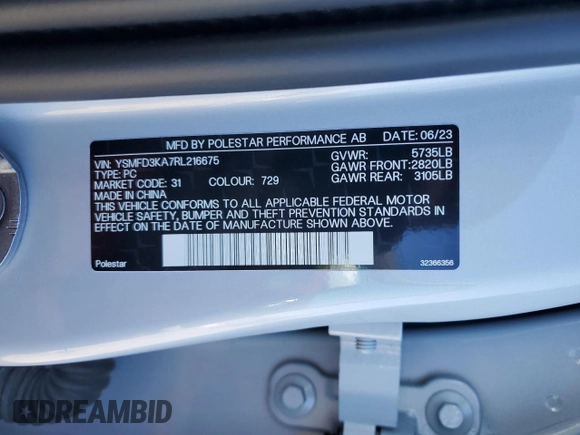 MFD BY POLESTAR PERFORMANCE AB DATE: 06/23
VIN: YSMFD3KA7RL216675 GVWR: 5735LB
TYPE: PC GAWR FRONT:2820LB
MARKET CODE: 31 COLOUR: 729 GAWR REAR: 3105LB
MADE IN CHINA
THIS VEHICLE CONFORMS TO ALL APPLICABLE FEDERAL MOTOR
VEHICLE SAFETY, BUMPER AND THEFT PREVENTION STANDARDS IN
EFFECT ON THE DATE OF MANUFACTURE SHOWN ABOVE.
Polestar 32366356
DREAMBID